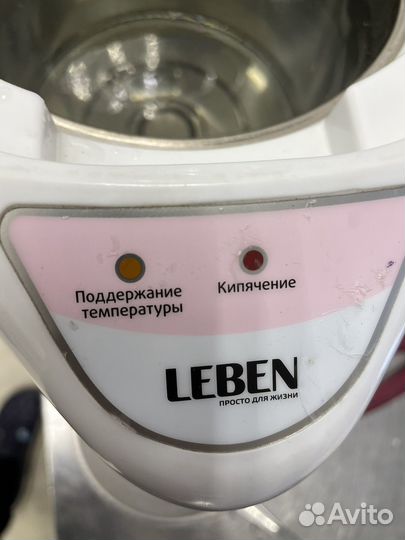 Поддержание
температуры
Кипячение
LEBEN
ПРОСТО ДЛЯ ЖИЗНИ
Avito